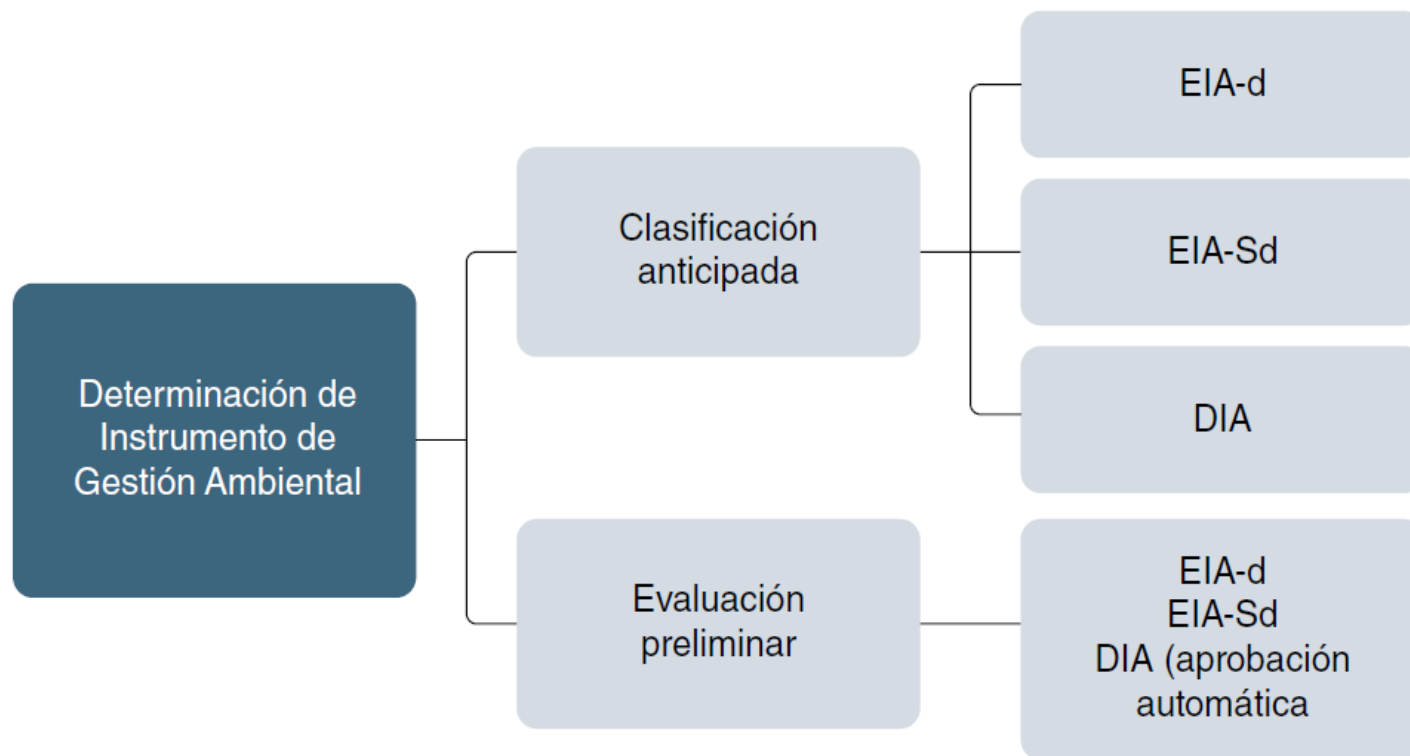 Determinación de
Instrumento de
Gestión Ambiental
Clasificación
anticipada
EIA-d
EIA-Sd
DIA
Evaluación
preliminar
EIA-d
EIA-Sd
DIA (aprobación
automática